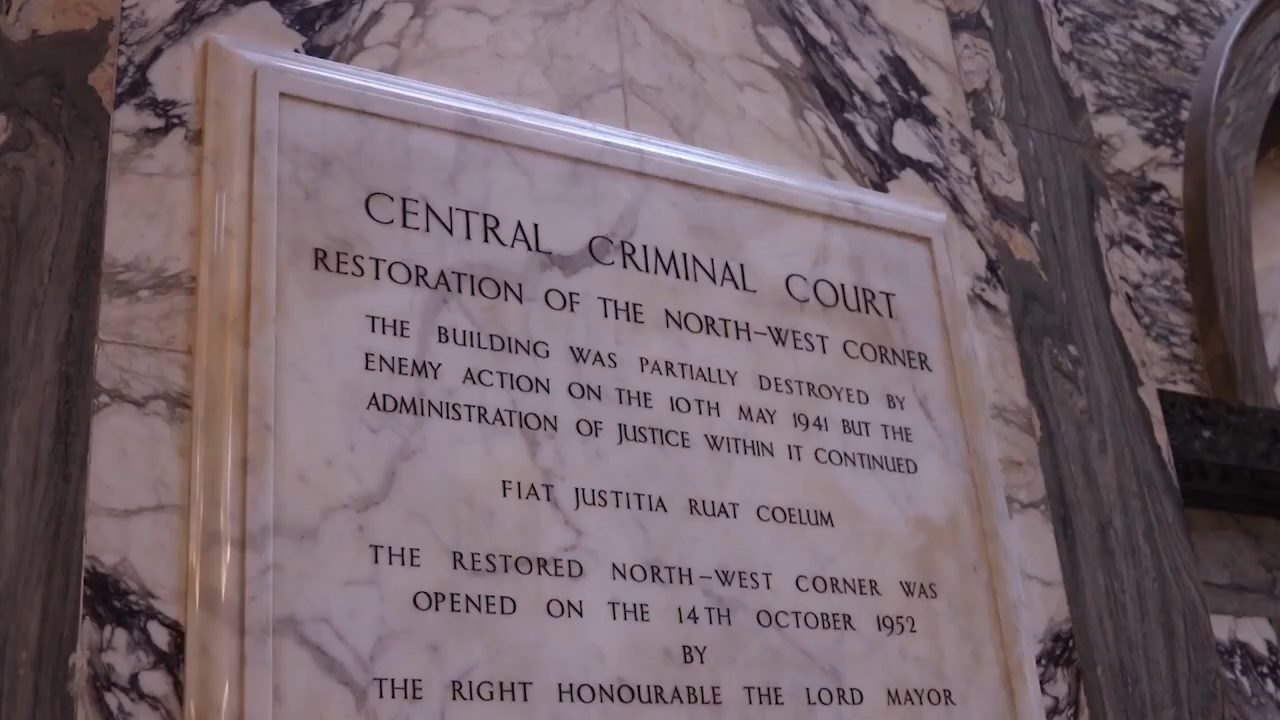 CENTRAL CRIMINAL COURT
RESTORATION OF THE NORTH-WEST CORNER
THE BUILDING WAS PARTIALLY DESTROYED BY
ENEMY ACTION ON THE 10TH MAY 1941 BUT THE
ADMINISTRATION OF JUSTICE WITHIN IT CONTINUED
FIAT JUSTITIA RUAT COELUM
THE RESTORED NORTH-WEST CORNER WAS
OPENED ON THE 14TH OCTOBER 1952
BY
THE RIGHT HONOURABLE THE LORD MAYOR